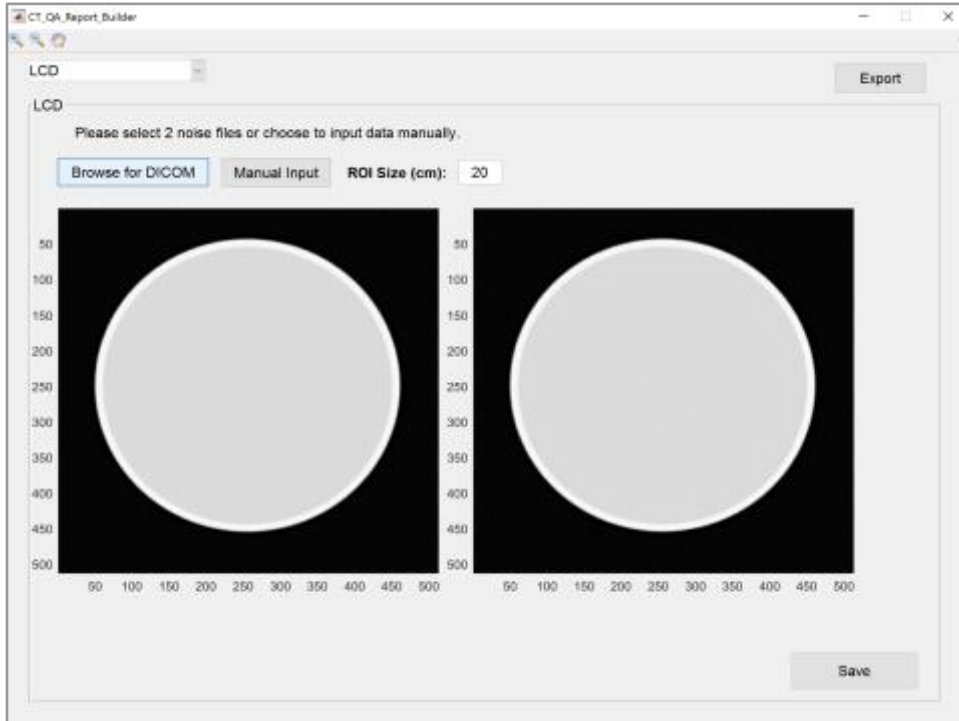 CT_QA_Report_Builder
LCD
Export
LCD
Please select 2 noise files or choose to input data manually.
Browse for DICOM Manual Input ROI Size (cm): 20
50 50
100 100
150 150
200 200
250 250
300 300
350 350
400 400
450 450
500 500
50 100 150 200 250 300 350 400 450 500 50 100 150 200 250 300 350 400 450 500
Save